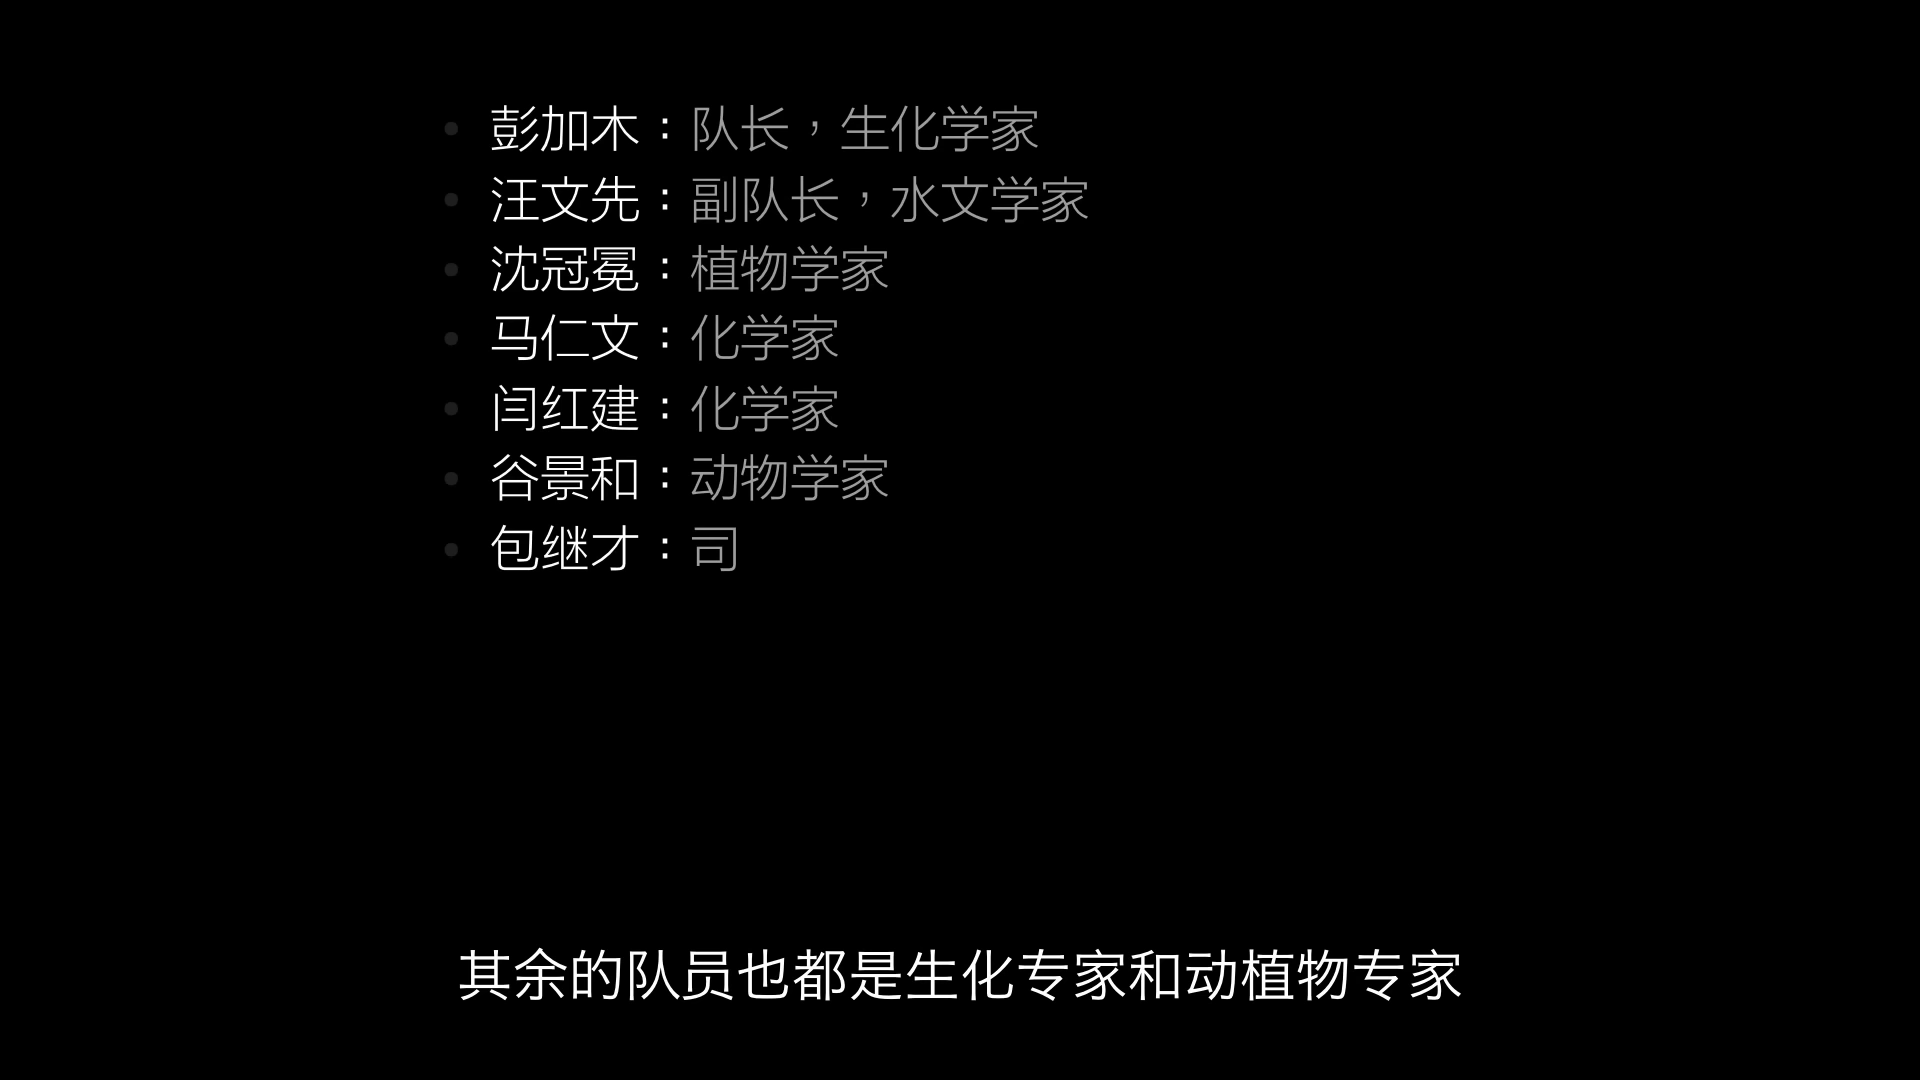 彭加木：队长，生化学家
汪文先：副队长，水文学家
沈冠冕：植物学家
马仁文：化学家
闫红建：化学家
谷景和：动物学家
包继才：司
其余的队员也都是生化专家和动植物专家